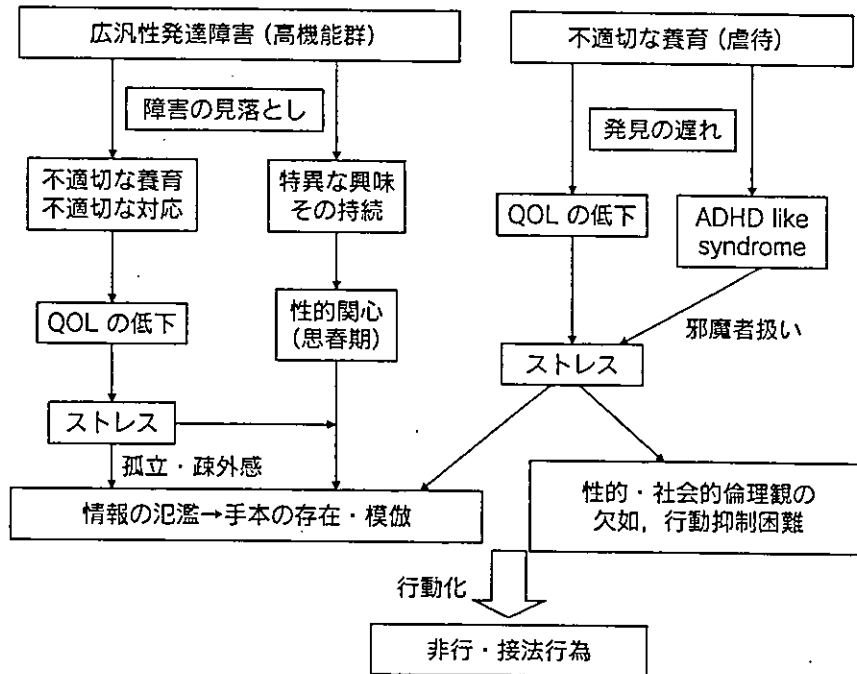 広汎性発達障害(高機能群)
不適切な養育(虐待)
障害の見落とし
発見の遅れ
不適切な養育
不適切な対応
特異な興味
その持続
QOL の低下
ADHD like
syndrome
QOL の低下
性的関心
(思春期)
邪魔者扱い
ストレス
ストレス
孤立・疎外感
情報の氾濫→手本の存在・模倣
性的・社会的倫理観の
欠如，行動抑制困難
行動化
非行・接法行為